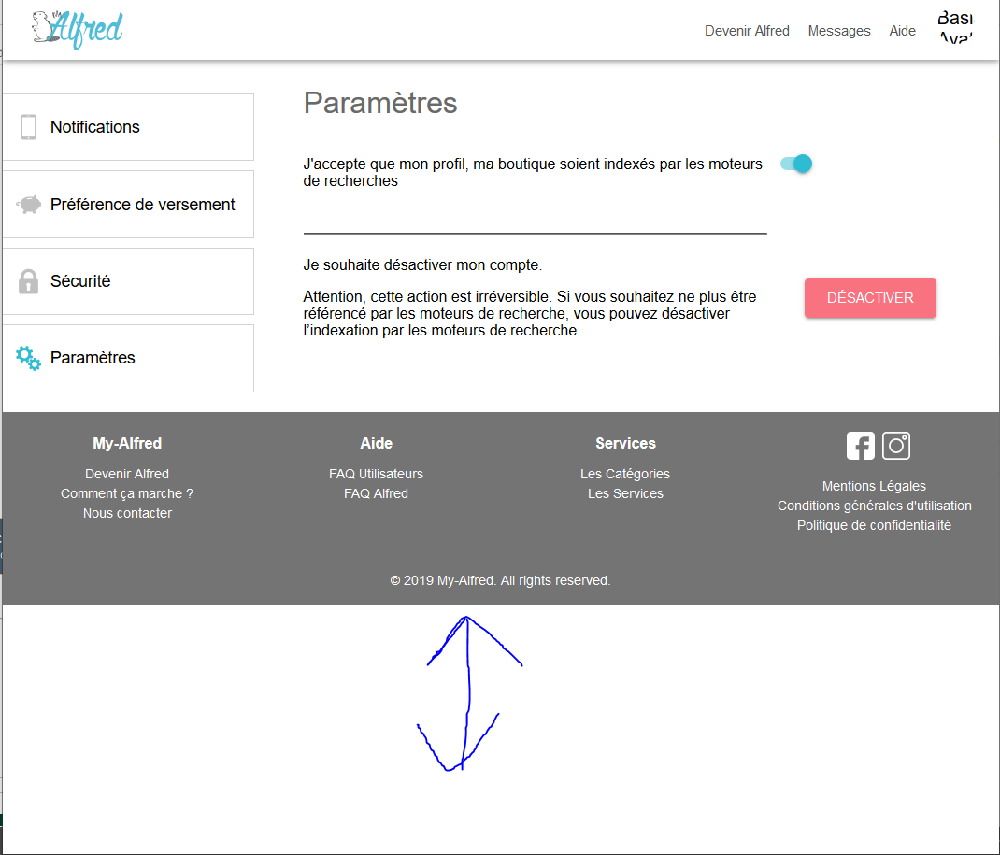 Alfred
Devenir Alfred
Messages
Aide
Basi
Notifications
Préférence de versement
Sécurité
Paramètres
Paramètres
J'accepte que mon profil, ma boutique soient indexés par les moteurs
de recherches
Je souhaite désactiver mon compte.
Attention, cette action est irréversible. Si vous souhaitez ne plus être
référencé par les moteurs de recherche, vous pouvez désactiver
l’indexation par les moteurs de recherche.
DÉSACTIVER
My-Alfred
Devenir Alfred
Comment ça marche ?
Nous contacter
Aide
FAQ Utilisateurs
FAQ Alfred
Services
Les Catégories
Les Services
Mentions Légales
Conditions générales d'utilisation
Politique de confidentialité
© 2019 My-Alfred. All rights reserved.